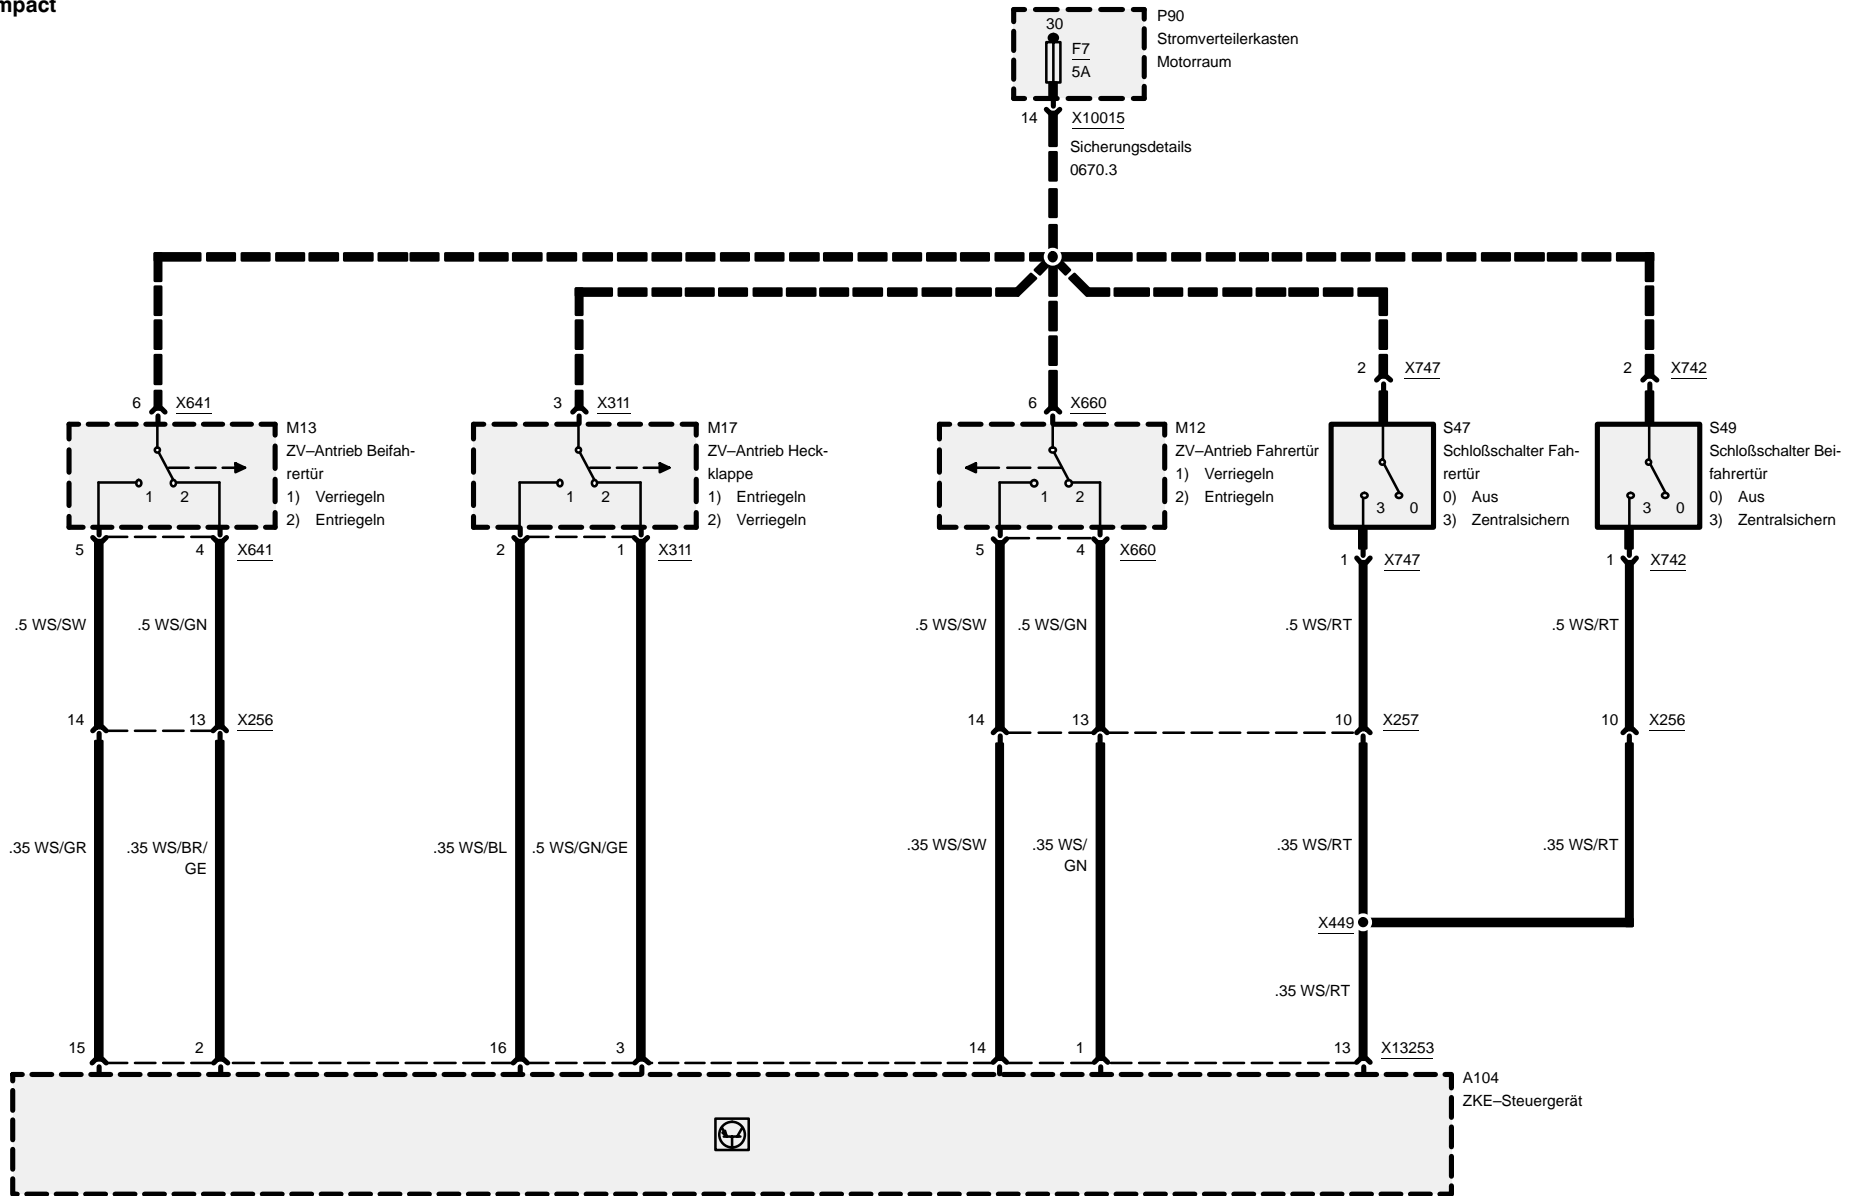 mpact
30
F7
5A
P90
Stromverteilerkasten
Motorraum
14
X10015
Sicherungsdetails
0670.3
2
X747
2
X742
6
X641
3
X311
6
X660
M13
ZV–Antrieb Beifah-
rertür
1) Verriegeln
2) Entriegeln
1
2
M17
ZV–Antrieb Heck-
klappe
1) Entriegeln
2) Verriegeln
1
2
M12
ZV–Antrieb Fahrertür
1) Verriegeln
2) Entriegeln
1
2
S47
Schloßschalter Fah-
rertür
0) Aus
3) Zentralsichern
3
0
S49
Schloßschalter Bei-
fahrertür
0) Aus
3) Zentralsichern
3
0
5
4
X641
2
1
X311
5
4
X660
1
X747
1
X742
.5 WS/SW
.5 WS/GN
.5 WS/SW
.5 WS/GN
.5 WS/RT
.5 WS/RT
14
13
X256
14
13
10
X257
10
X256
.35 WS/GR
.35 WS/BR/
GE
.35 WS/BL
.5 WS/GN/GE
.35 WS/SW
.35 WS/
GN
.35 WS/RT
.35 WS/RT
X449
.35 WS/RT
15
2
16
3
14
1
13
X13253
A104
ZKE–Steuergerät